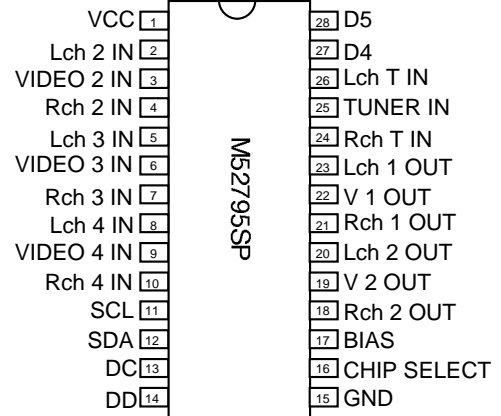 VCC 1 28 D5
Lch 2 IN 2 27 D4
VIDEO 2 IN 3 26 Lch T IN
Rch 2 IN 4 25 TUNER IN
Lch 3 IN 5 24 Rch T IN
VIDEO 3 IN 6 23 Lch 1 OUT
Rch 3 IN 7 22 V 1 OUT
Lch 4 IN 8 21 Rch 1 OUT
VIDEO 4 IN 9 20 Lch 2 OUT
Rch 4 IN 10 19 V 2 OUT
SCL 11 18 Rch 2 OUT
SDA 12 17 BIAS
DC 13 16 CHIP SELECT
DD 14 15 GND
M52795SP